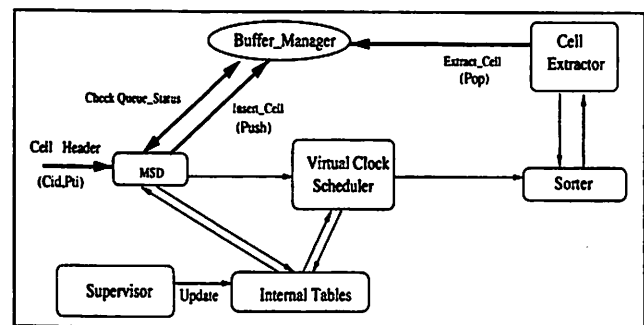 Buffer_Manager
Cell
Extractor
Extract_Cell
(Pop)
Check Queue_Status
Insert_Cell
(Push)
Cell Header
(Cid,Pti)
MSD
Virtual Clock
Scheduler
Sorter
Supervisor
Update
Internal Tables